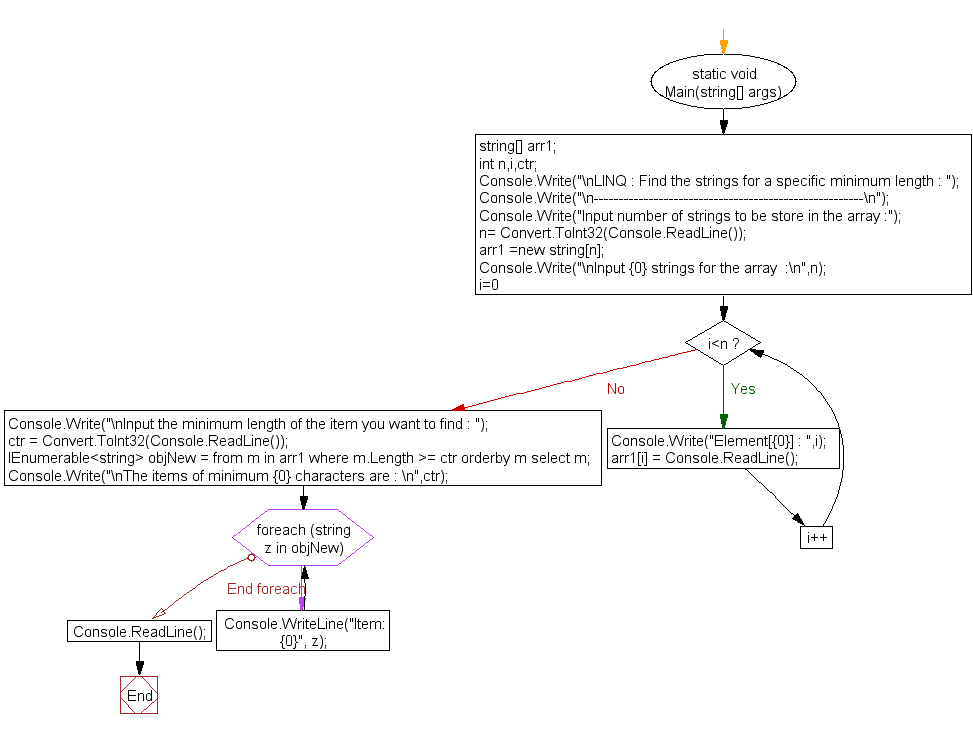 static void
Main(string[] args)
string[] arr1;
int n,i,ctr;
Console.Write("\nLINQ : Find the strings for a specific minimum length : ");
Console.Write("\n------------------------------------------------------\n");
Console.Write("Input number of strings to be store in the array :");
n= Convert.ToInt32(Console.ReadLine());
arr1 =new string[n];
Console.Write("\nInput {0} strings for the array  :\n",n);
i=0
i<n ?
No
Yes
Console.Write("\nInput the minimum length of the item you want to find : ");
ctr = Convert.ToInt32(Console.ReadLine());
IEnumerable<string> objNew = from m in arr1 where m.Length >= ctr orderby m select m;
Console.Write("\nThe items of minimum {0} characters are : \n",ctr);
Console.Write("Element[{0}] : ",i);
arr1[i] = Console.ReadLine();
i++
foreach (string
z in objNew)
End foreach
Console.WriteLine("Item:
{0}", z);
Console.ReadLine();
End